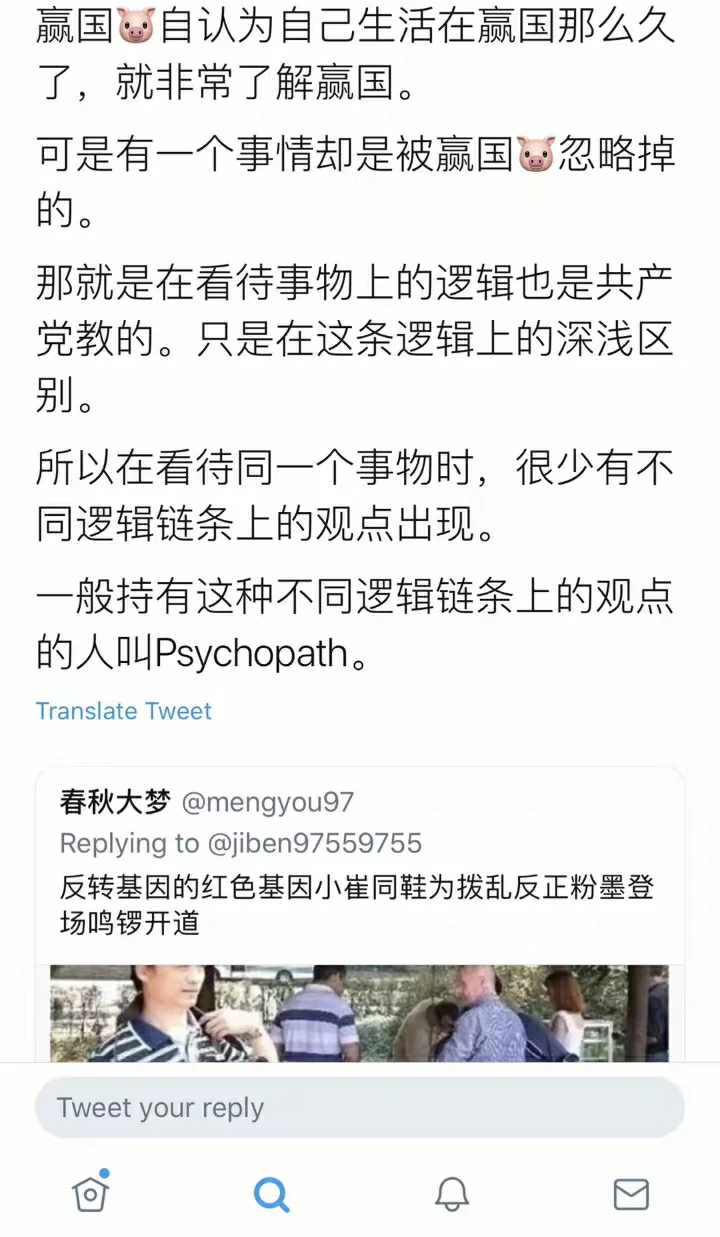 赢国🐷自认为自己生活在赢国那么久
了，就非常了解赢国。
可是有一个事情却是被赢国🐷忽略掉
的。
那就是在看待事物上的逻辑也是共产
党教的。只是在这条逻辑上的深浅区
别。
所以在看待同一个事物时，很少有不
同逻辑链条上的观点出现。
一般持有这种不同逻辑链条上的观点
的人叫Psychopath。
Translate Tweet
春秋大梦 @mengyou97
Replying to @jiben97559755
反转基因的红色基因小崔同鞋为拨乱反正粉墨登
场鸣锣开道
Tweet your reply